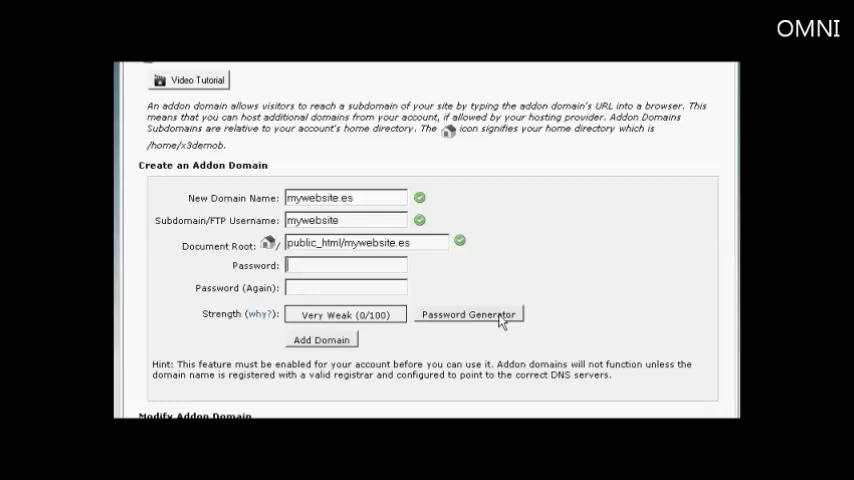 OMNI
Video Tutorial
An addon domain allows visitors to reach a subdomain of your site by typing the addon domain's URL into a browser. This
means that you can host additional domains from your account, if allowed by your hosting provider. Addon Domains
Subdomains are relative to your account's home directory. The icon signifies your home directory which is
/home/x3demob.
Create an Addon Domain
New Domain Name: mywebsite.es
Subdomain/FTP Username: mywebsite
Document Root: / public_html/mywebsite.es
Password:
Password (Again):
Strength (why?): Very Weak (0/100) Password Generator
Add Domain
Hint: This feature must be enabled for your account before you can use it. Addon domains will not function unless the
domain name is registered with a valid registrar and configured to point to the correct DNS servers.
Modify Addon Domain